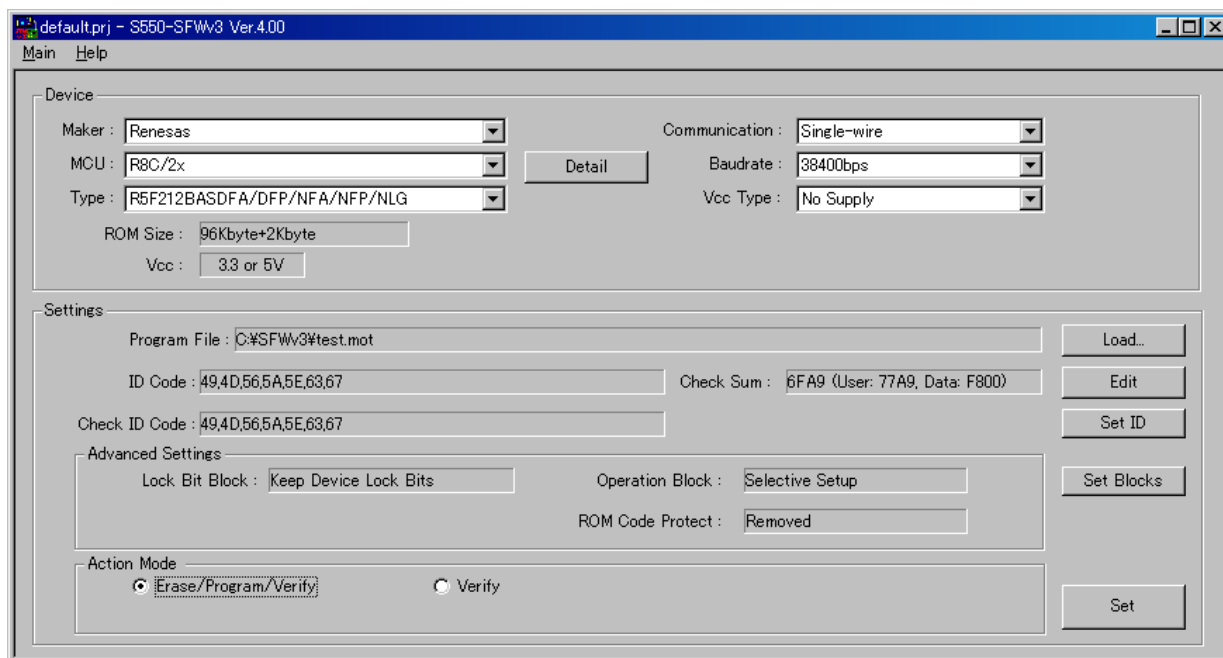 default.prj - S550-SFWv3 Ver.4.00
Main Help
Device
Maker : Renesas
Communication : Single-wire
MCU : R8C/2x
Detail
Baudrate : 38400bps
Type : R5F212BASDFA/DFP/NFA/NFP/NLG
Vcc Type : No Supply
ROM Size : 96Kbyte+2Kbyte
Vcc : 3.3 or 5V
Settings
Program File : C:¥SFWv3¥test.mot
Load...
ID Code : 49,4D,56,5A,5E,63,67
Check Sum : 6FA9 (User: 77A9, Data: F800)
Edit
Check ID Code : 49,4D,56,5A,5E,63,67
Set ID
Advanced Settings
Lock Bit Block : Keep Device Lock Bits
Operation Block : Selective Setup
Set Blocks
ROM Code Protect : Removed
Action Mode
Erase/Program/Verify
Verify
Set